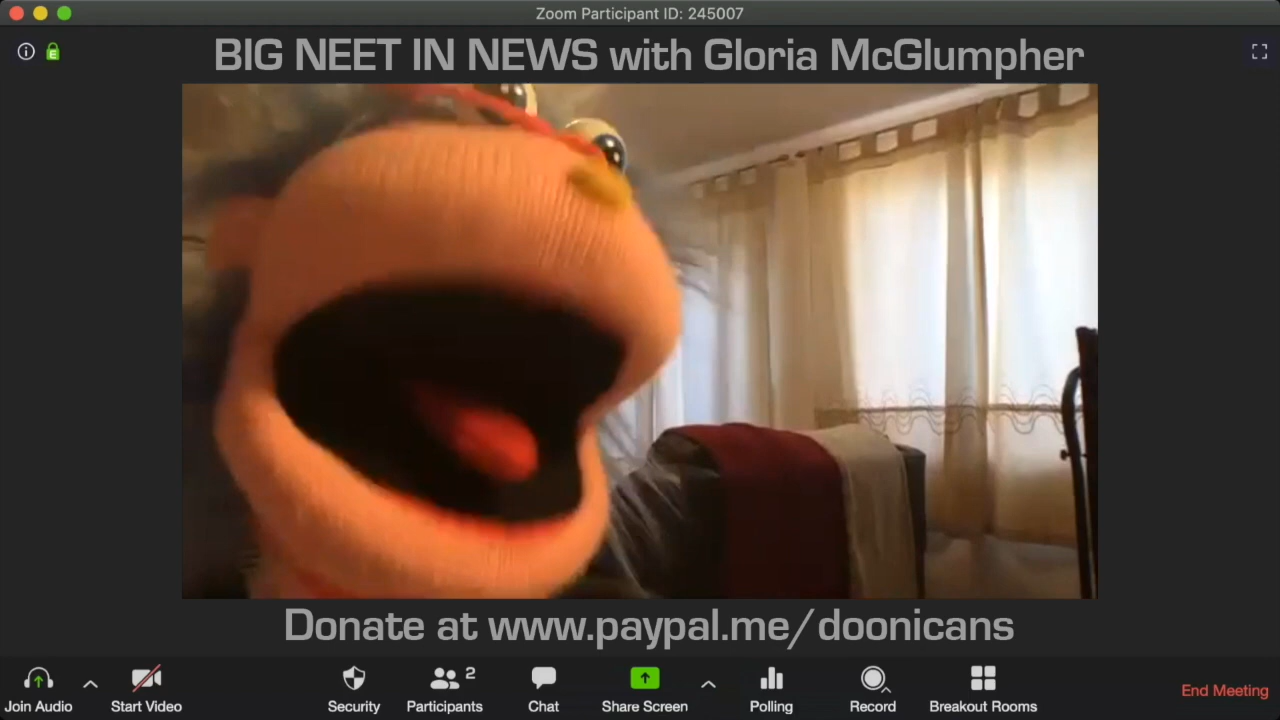 Zoom Participant ID: 245007
E
BIG NEET IN NEWS with Gloria McGlumpher
Donate at www.paypal.me/doonicans
2
Join Audio Start Video Security Participants Chat Share Screen Polling Record Breakout Rooms End Meeting